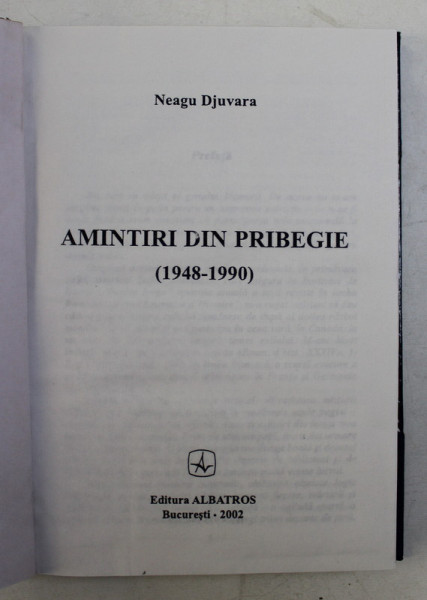 Neagu Djuvara
AMINTIRI DIN PRIBEGIE
(1948-1990)
Editura ALBATROS
București • 2002